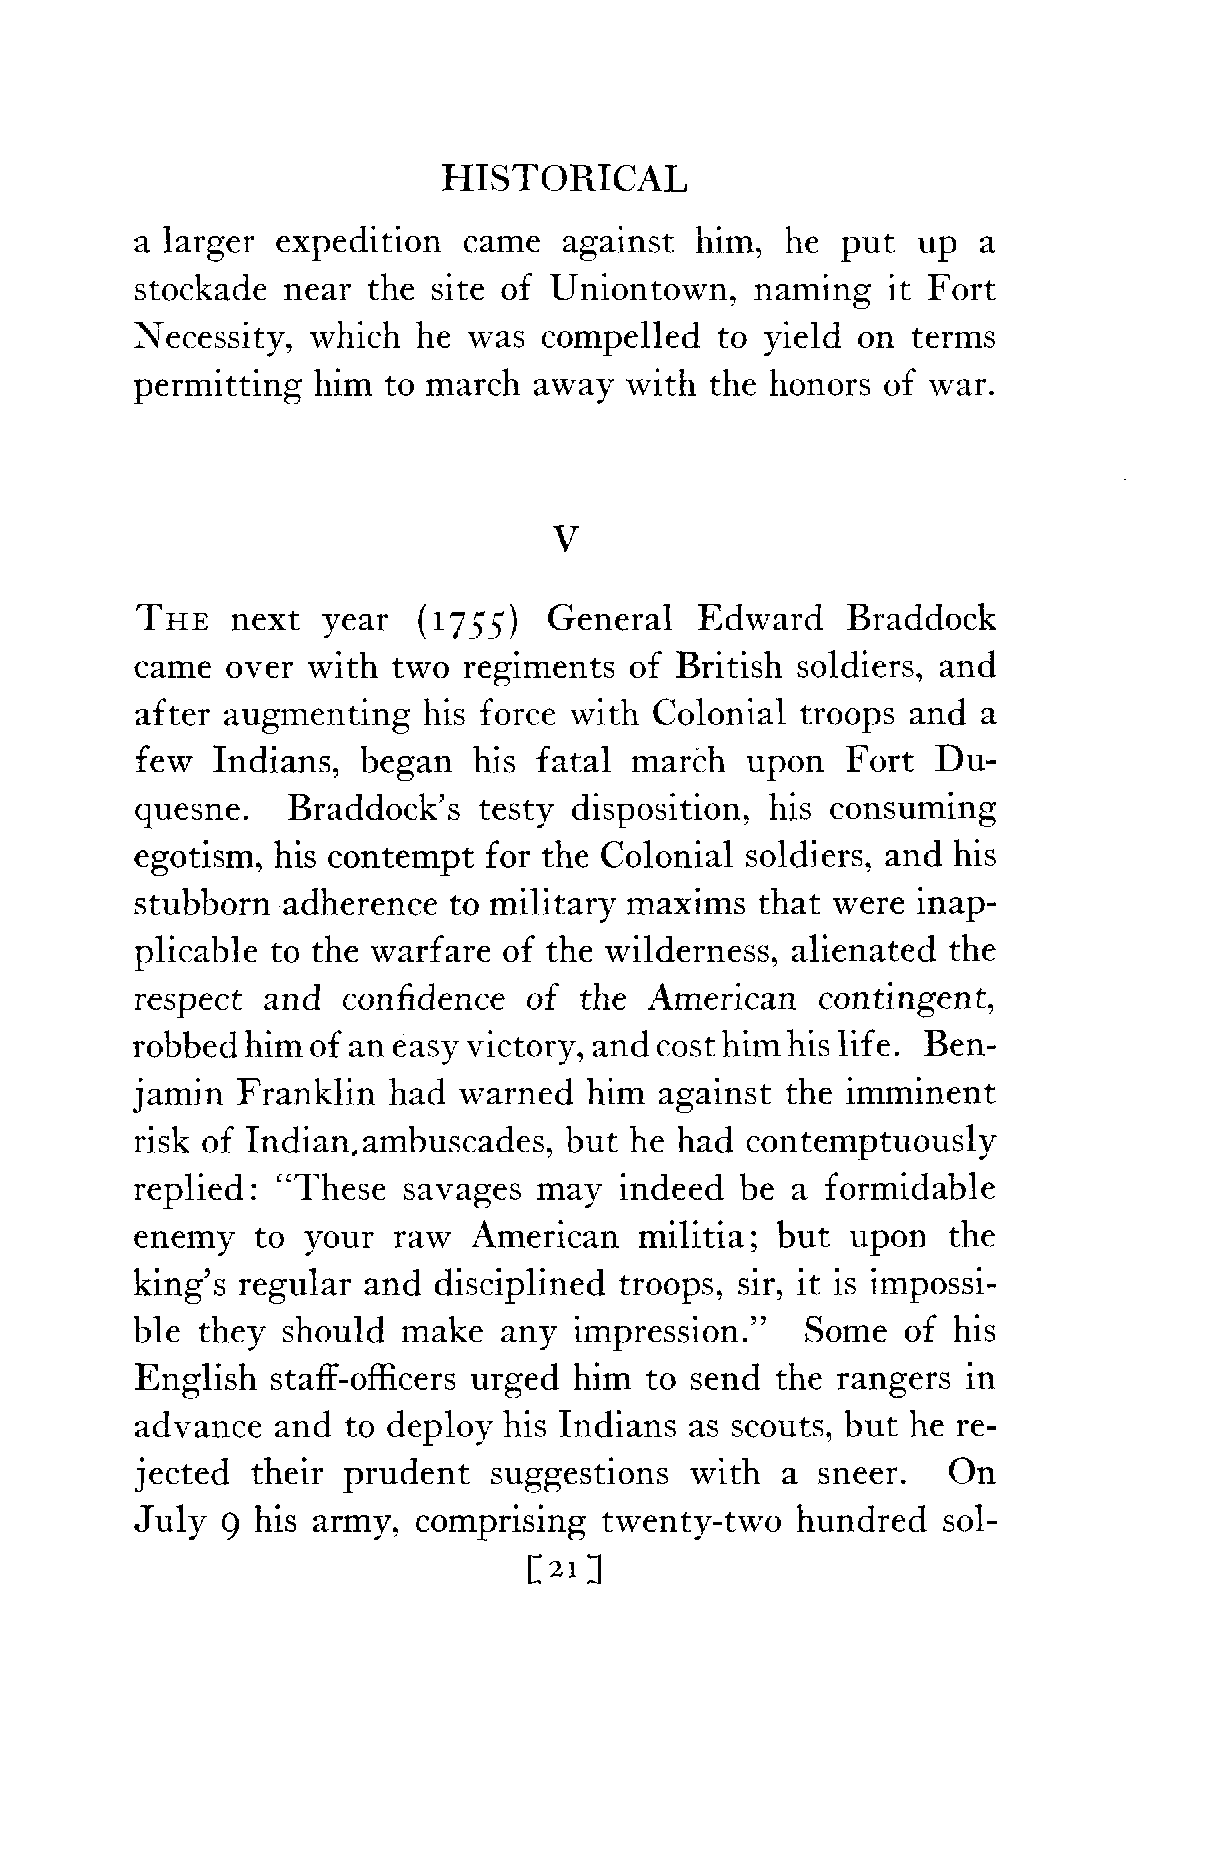 HISTORICAL
a larger expedition came against him, he put up a
stockade near the site of Uniontown, naming it Fort
Necessity, which he was compelled to yield on terms
permitting him to march away with the honors of war.
V
THE next year (1755) General Edward Braddock
came over with two regiments of British soldiers, and
after augmenting his force with Colonial troops and a
few Indians, began his fatal march upon Fort Du-
quesne. Braddock's testy disposition, his consuming
egotism, his contempt for the Colonial soldiers, and his
stubborn adherence to military maxims that were inap-
plicable to the warfare of the wilderness, alienated the
respect and confidence of the American contingent,
robbed him of an easy victory, and cost him his life. Ben-
jamin Franklin had warned him against the imminent
risk of Indian ambuscades, but he had contemptuously
replied: "These savages may indeed be a formidable
enemy to your raw American militia; but upon the
king's regular and disciplined troops, sir, it is impossi-
ble they should make any impression." Some of his
English staff-officers urged him to send the rangers in
advance and to deploy his Indians as scouts, but he re-
jected their prudent suggestions with a sneer. On
July 9 his army, comprising twenty-two hundred sol-
[21]